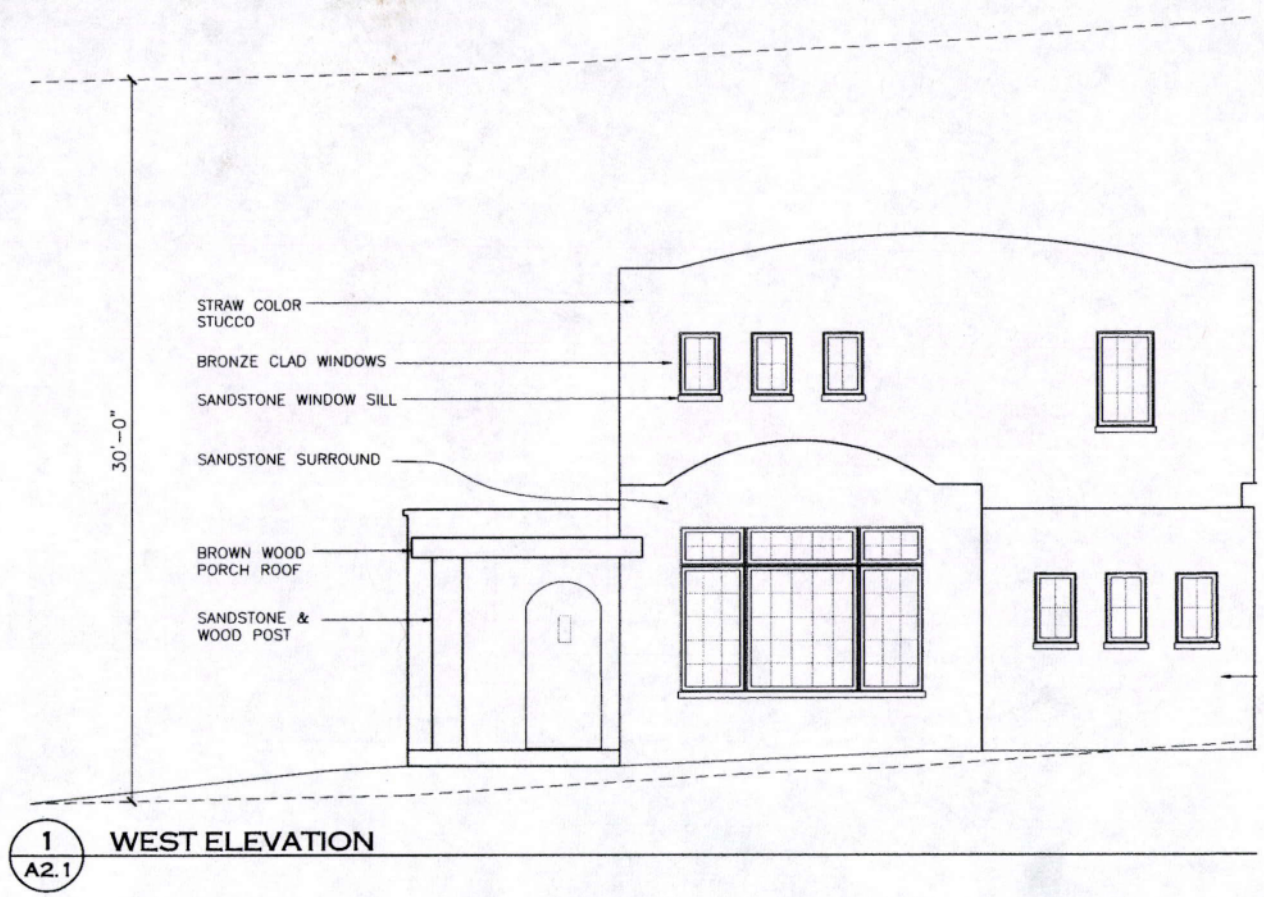 STRAW COLOR
STUCCO
BRONZE CLAD WINDOWS
SANDSTONE WINDOW SILL
30'-0"
SANDSTONE SURROUND
BROWN WOOD
PORCH ROOF
SANDSTONE &
WOOD POST
1
WEST ELEVATION
A2.1